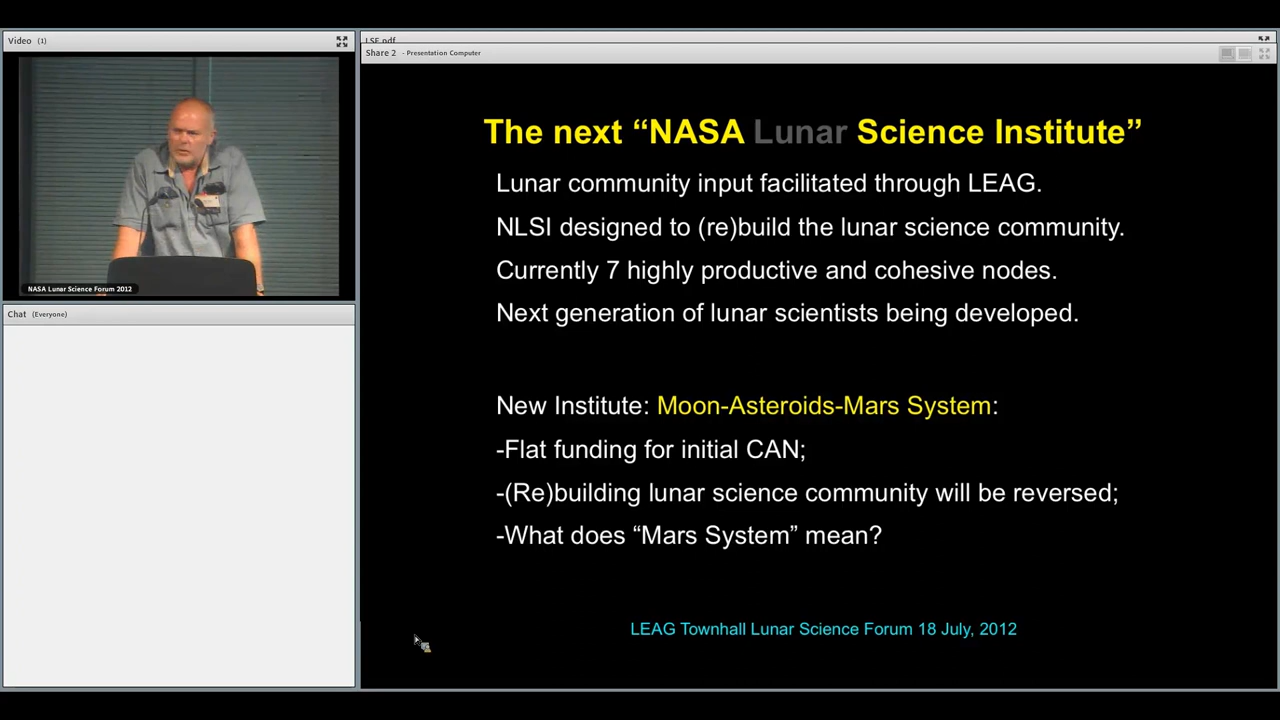 Video (1)
NASA Lunar Science Forum 2012
Chat (Everyone)
LSF.pdf
Share 2 - Presentation Computer
The next “NASA Lunar Science Institute”
Lunar community input facilitated through LEAG.
NLSI designed to (re)build the lunar science community.
Currently 7 highly productive and cohesive nodes.
Next generation of lunar scientists being developed.
New Institute: Moon-Asteroids-Mars System:
-Flat funding for initial CAN;
-(Re)building lunar science community will be reversed;
-What does “Mars System” mean?
LEAG Townhall Lunar Science Forum 18 July, 2012